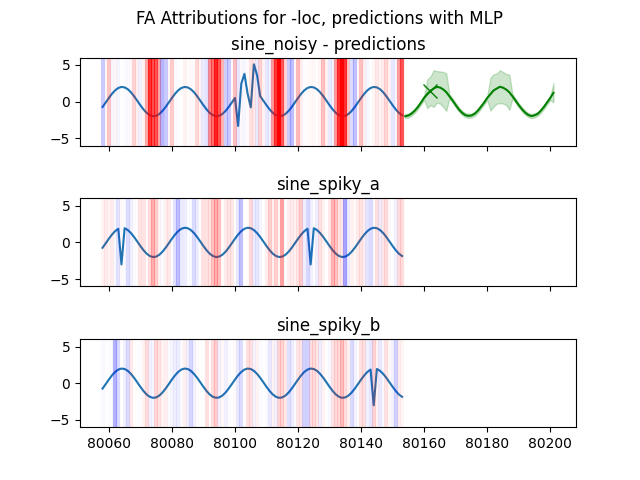 FA Attributions for -loc, predictions with MLP
sine_noisy - predictions
5
0
−5
sine_spiky_a
5
0
−5
sine_spiky_b
5
0
−5
80060 80080 80100 80120 80140 80160 80180 80200